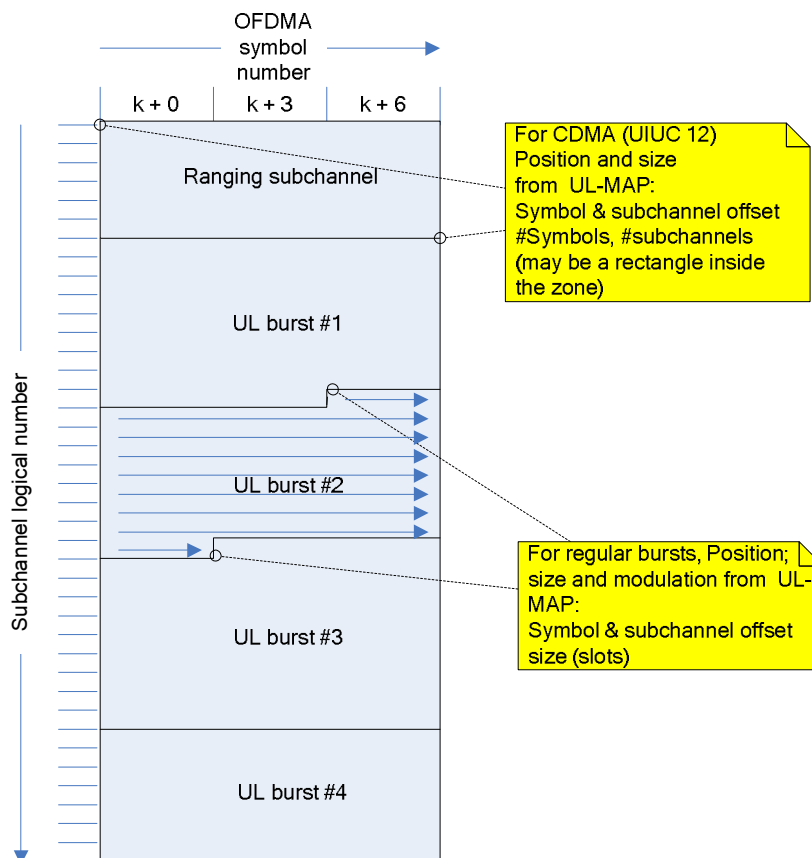 OFDMA
symbol
number
k + 0
k + 3
k + 6
Ranging subchannel
For CDMA (UIUC 12)
Position and size
from UL-MAP:
Symbol & subchannel offset
#Symbols, #subchannels
(may be a rectangle inside
the zone)
UL burst #1
Subchannel logical number
UL burst #2
For regular bursts, Position;
size and modulation from UL-
MAP:
Symbol & subchannel offset
size (slots)
UL burst #3
UL burst #4